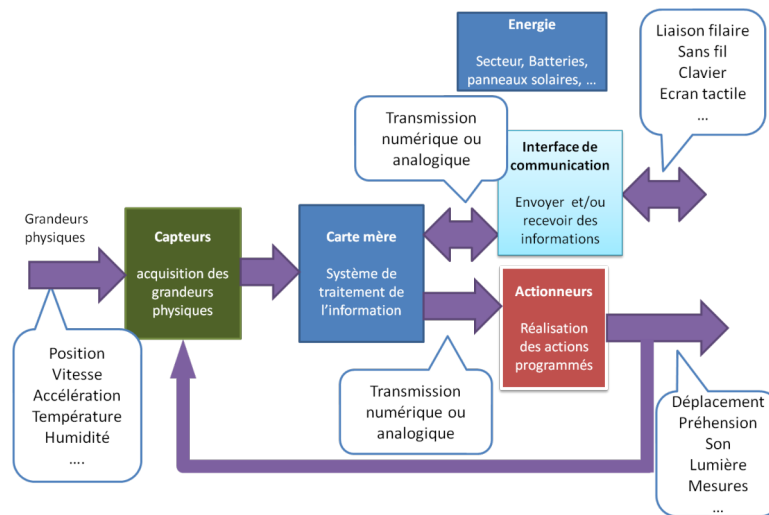 Energie
Secteur, Batteries,
panneaux solaires, ...
Liaison filaire
Sans fil
Clavier
Ecran tactile
...
Transmission
numérique ou
analogique
Interface de
communication
Envoyer et/ou
recevoir des
informations
Grandeurs
physiques
Capteurs
acquisition des
grandeurs
physiques
Carte mère
Système de
traitement de
l'information
Actionneurs
Réalisation
des actions
programmés
Position
Vitesse
Accélération
Température
Humidité
....
Transmission
numérique ou
analogique
Déplacement
Préhension
Son
Lumière
Mesures
...